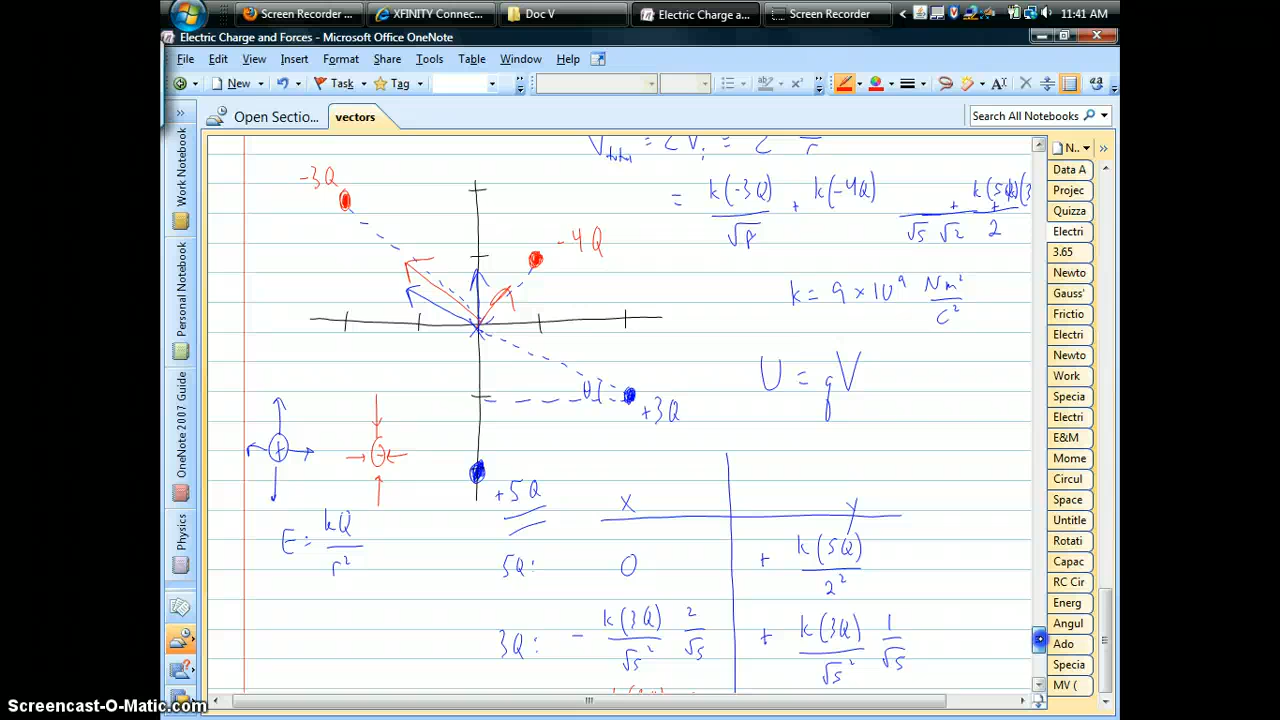 Screen Recorder ...
XFINITY Connec...
Doc V
Electric Charge a...
Screen Recorder
11:41 AM
Electric Charge and Forces - Microsoft Office OneNote
File Edit View Insert Format Share Tools Table Window Help
New Task Tag
Open Sectio...
vectors
Search All Notebooks
Work Notebook
Personal Notebook
OneNote 2007 Guide
Physics
N..
Data A
Projec
Quizza
Electri
3.65
Newto
Gauss'
Frictio
Electri
Newto
Work
Specia
Electri
E&M
Mome
Circul
Space
Untitle
Rotati
Capac
RC Cir
Energ
Angul
Ado
Specia
MV (
-3Q
= k(-3Q)/√8 + k(-4Q)
√5 √2 2
-4Q
k = 9 × 10⁹ Nm²/C²
U = qV
θ
+3Q
+
-
+5Q
E = kQ/r²
X Y
5Q: 0 + k(5Q)/2²
3Q: - k(3Q)/√5² 2/√5 + k(3Q)/√5² 1/√5
Screencast-O-Matic.com